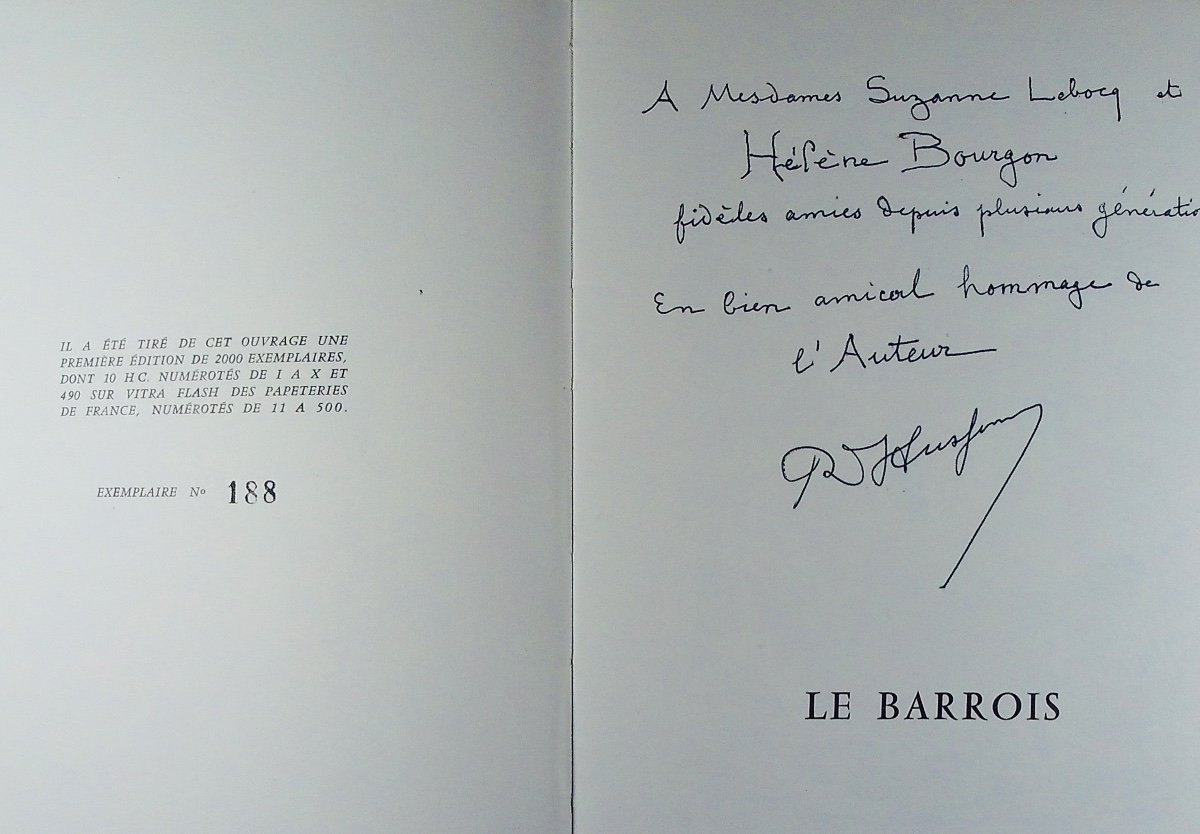 IL A ÉTÉ TIRÉ DE CET OUVRAGE UNE
PREMIÈRE ÉDITION DE 2000 EXEMPLAIRES,
DONT 10 H C. NUMÉROTÉS DE I A X ET
490 SUR VITRA FLASH DES PAPETERIES
DE FRANCE, NUMÉROTÉS DE 11 A 500.
EXEMPLAIRE No 188
A Mesdames Suzanne Lebocq et
Hélène Bourgon
fidèles amies depuis plusieurs génératio
En bien amical hommage de
l'Auteur
LE BARROIS